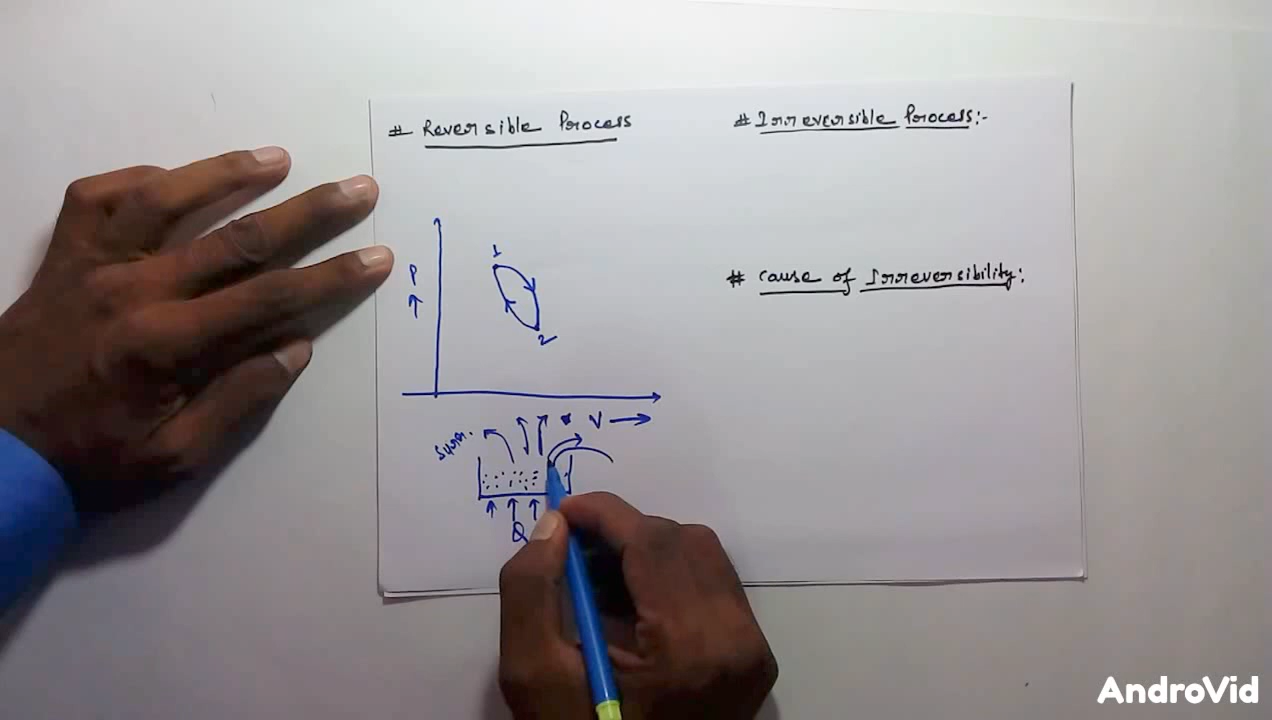 # Reversible Process
1
P
2
V
Surr.
Q
# Irreversible Process:-
# Cause of Irreversibility:
AndroVid